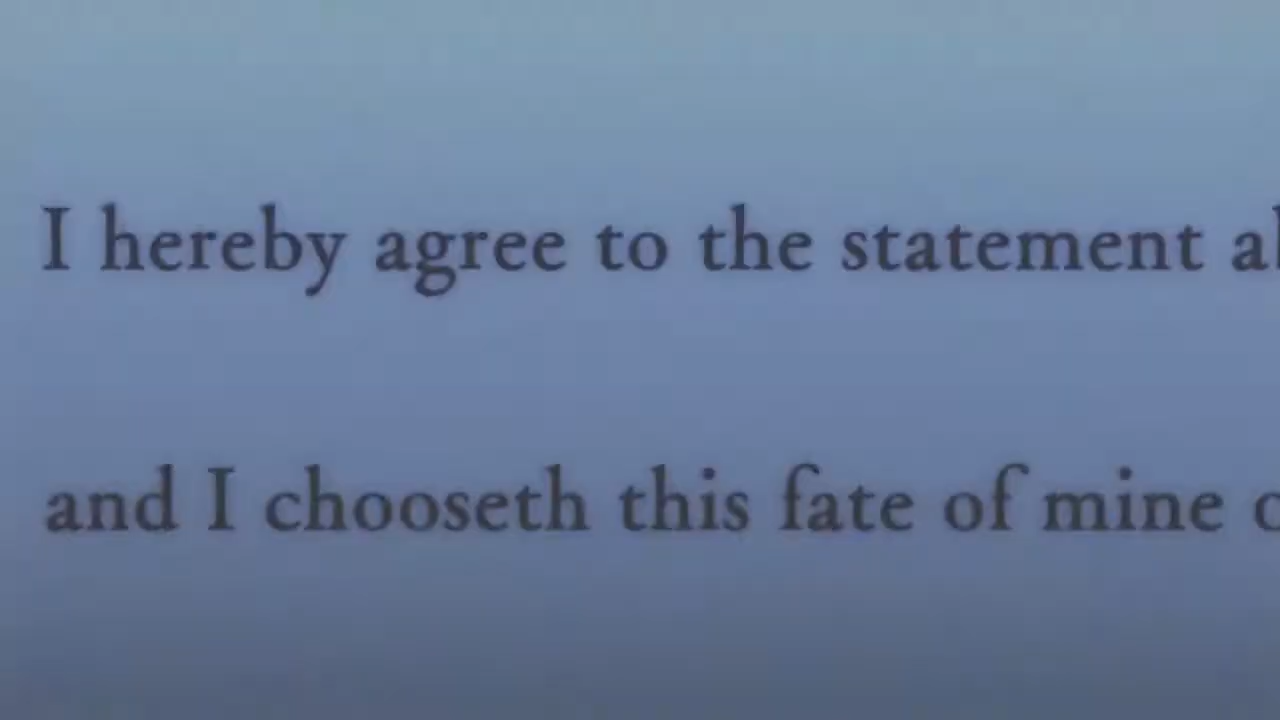 I hereby agree to the statement
and I chooseth this fate of mine